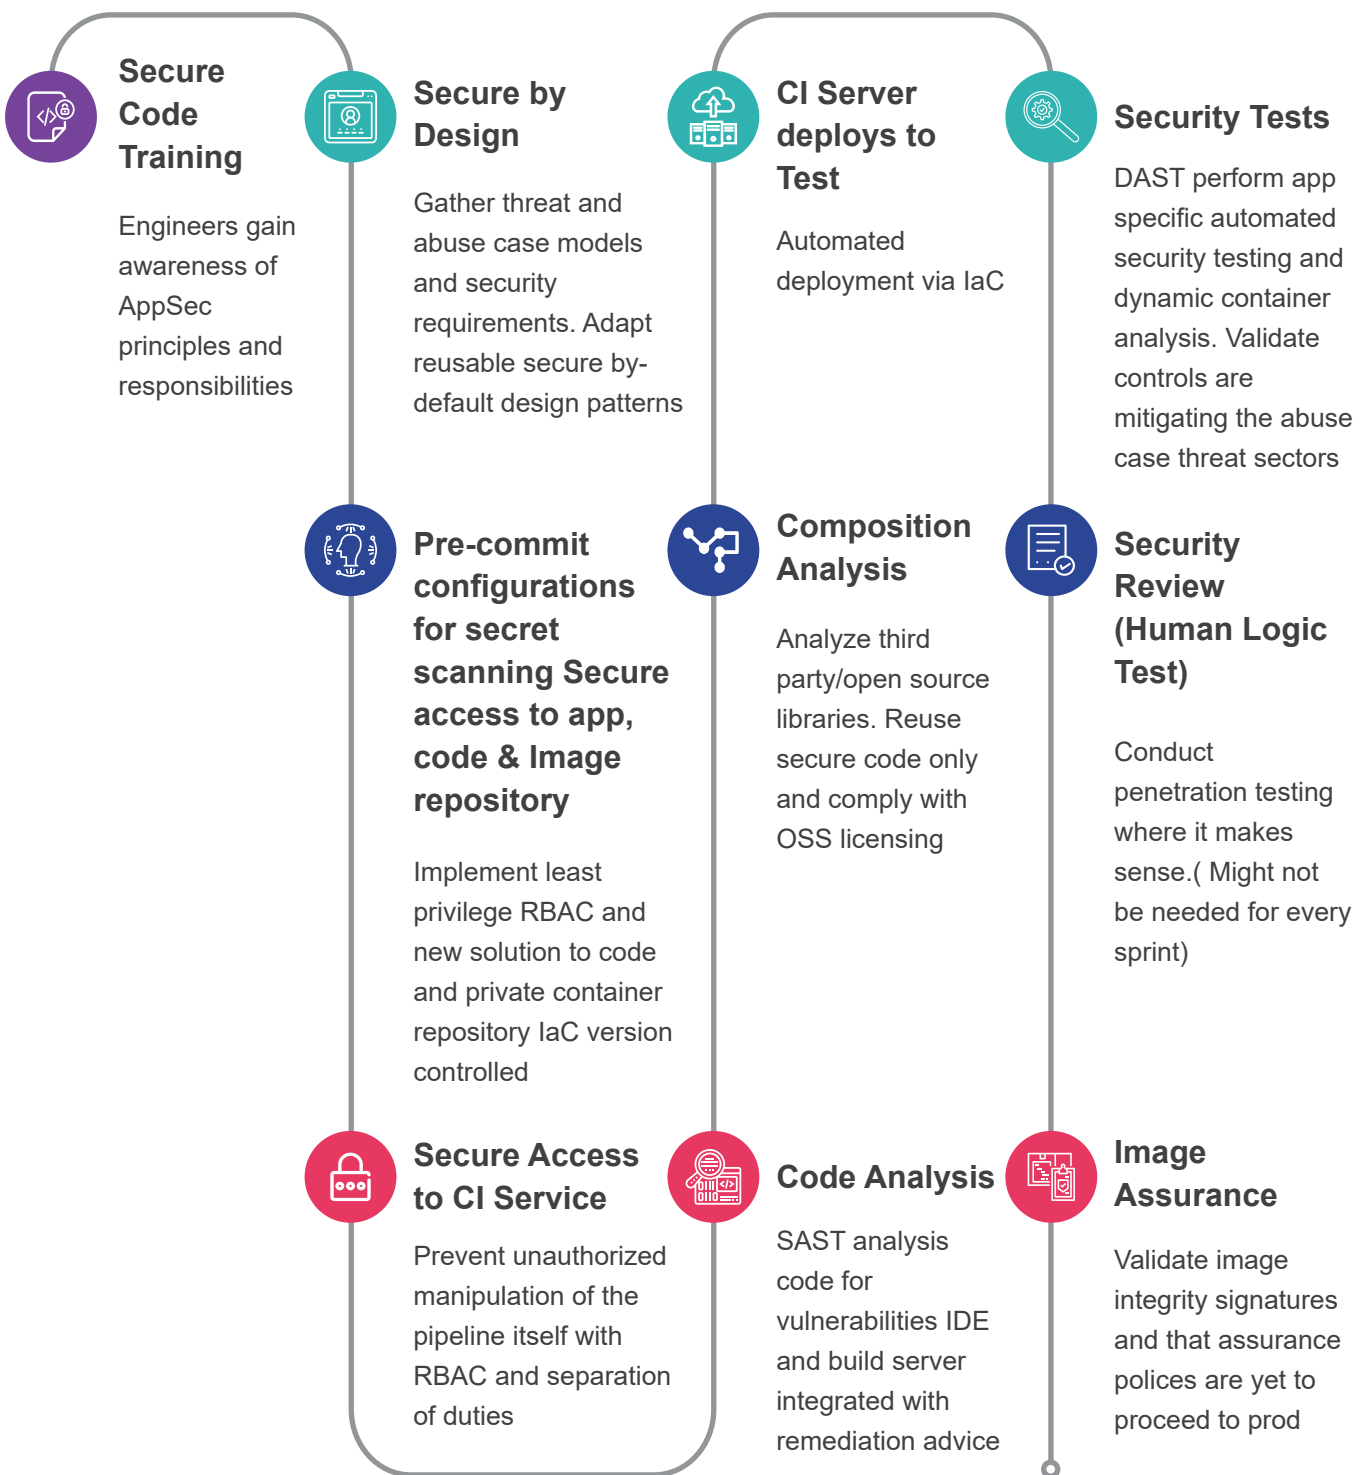 Secure
Code
Training
Engineers gain
awareness of
AppSec
principles and
responsibilities
Secure by
Design
Gather threat and
abuse case models
and security
requirements. Adapt
reusable secure by-
default design patterns
Pre-commit
configurations
for secret
scanning Secure
access to app,
code & Image
repository
Implement least
privilege RBAC and
new solution to code
and private container
repository IaC version
controlled
Secure Access
to CI Service
Prevent unauthorized
manipulation of the
pipeline itself with
RBAC and separation
of duties
CI Server
deploys to
Test
Automated
deployment via IaC
Composition
Analysis
Analyze third
party/open source
libraries. Reuse
secure code only
and comply with
OSS licensing
Code Analysis
SAST analysis
code for
vulnerabilities IDE
and build server
integrated with
remediation advice
Security Tests
DAST perform app
specific automated
security testing and
dynamic container
analysis. Validate
controls are
mitigating the abuse
case threat sectors
Security
Review
(Human Logic
Test)
Conduct
penetration testing
where it makes
sense.( Might not
be needed for every
sprint)
Image
Assurance
Validate image
integrity signatures
and that assurance
polices are yet to
proceed to prod